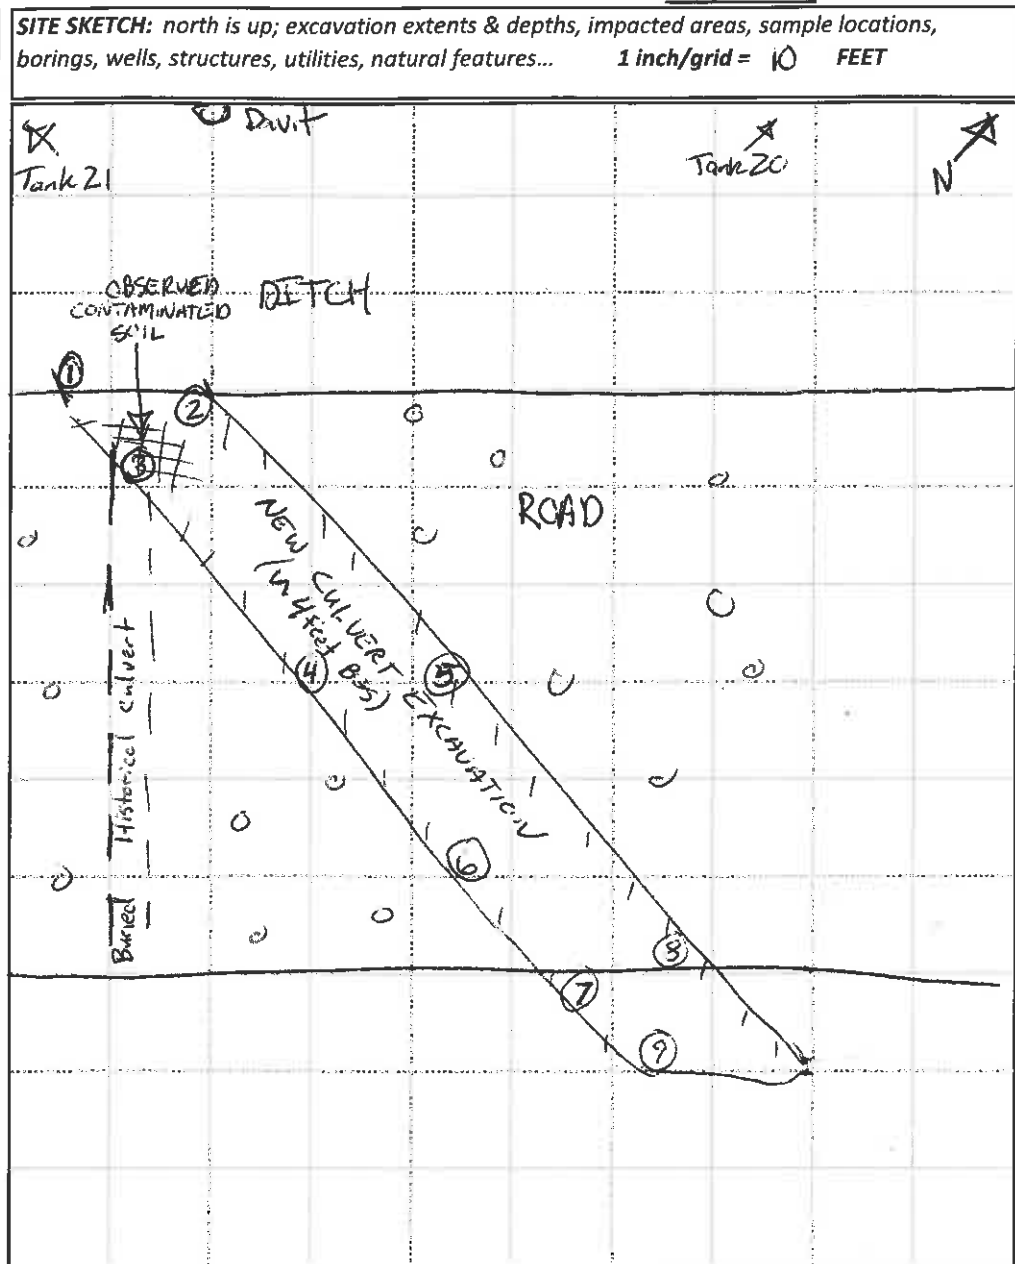 SITE SKETCH: north is up; excavation extents & depths, impacted areas, sample locations,
borings, wells, structures, utilities, natural features... 1 inch/grid = 10 FEET
Davit
Tank 21
Tank 20
N
OBSERVED
CONTAMINATED
SOIL
DITCH
1
2
3
ROAD
NEW CULVERT EXCAVATION
(~ 4 feet BGS)
4
5
Buried Historical Culvert
6
8
7
9